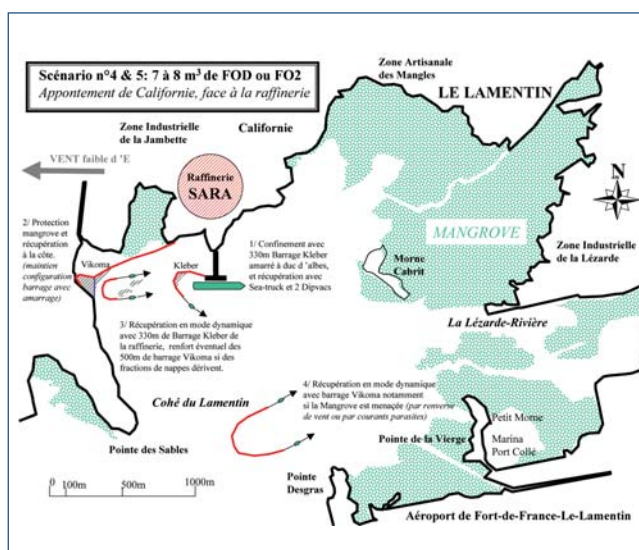 Scénario n°4 & 5: 7 à 8 m³ de FOD ou FO2
Appontement de Californie, face à la raffinerie
Zone Artisanale
des Mangles
LE LAMENTIN
Zone Industrielle
de la Jambette
Californie
VENT faible d 'E
Raffinerie
SARA
N
2/ Protection
mangrove et
récupération
à la côte.
(maintien
configuration
barrage avec
amarrage)
Vikoma
Kleber
1/ Confinement avec
330m Barrage Kleber
amarré à duc d 'albes, et
récupération avec
Sea-truck et 2 Dipvacs
MANGROVE
Morne
Cabrit
Zone Industrielle
de la Lézarde
3/ Récupération en mode dynamique
avec 330m de Barrage Kleber de
la raffinerie, renfort éventuel des
500m de barrage Vikoma si des
fractions de nappes dérivent.
La Lézarde-Rivière
Cohé du Lamentin
4/ Récupération en mode dynamique
avec barrage Vikoma notamment
si la Mangrove est menacée (par renverse
de vent ou par courants parasites)
Petit Morne
Pointe de la Vierge
Marina
Port Collé
Pointe des Sables
Pointe
Desgras
0 100m 500m 1000m
Aéroport de Fort-de-France-Le-Lamentin